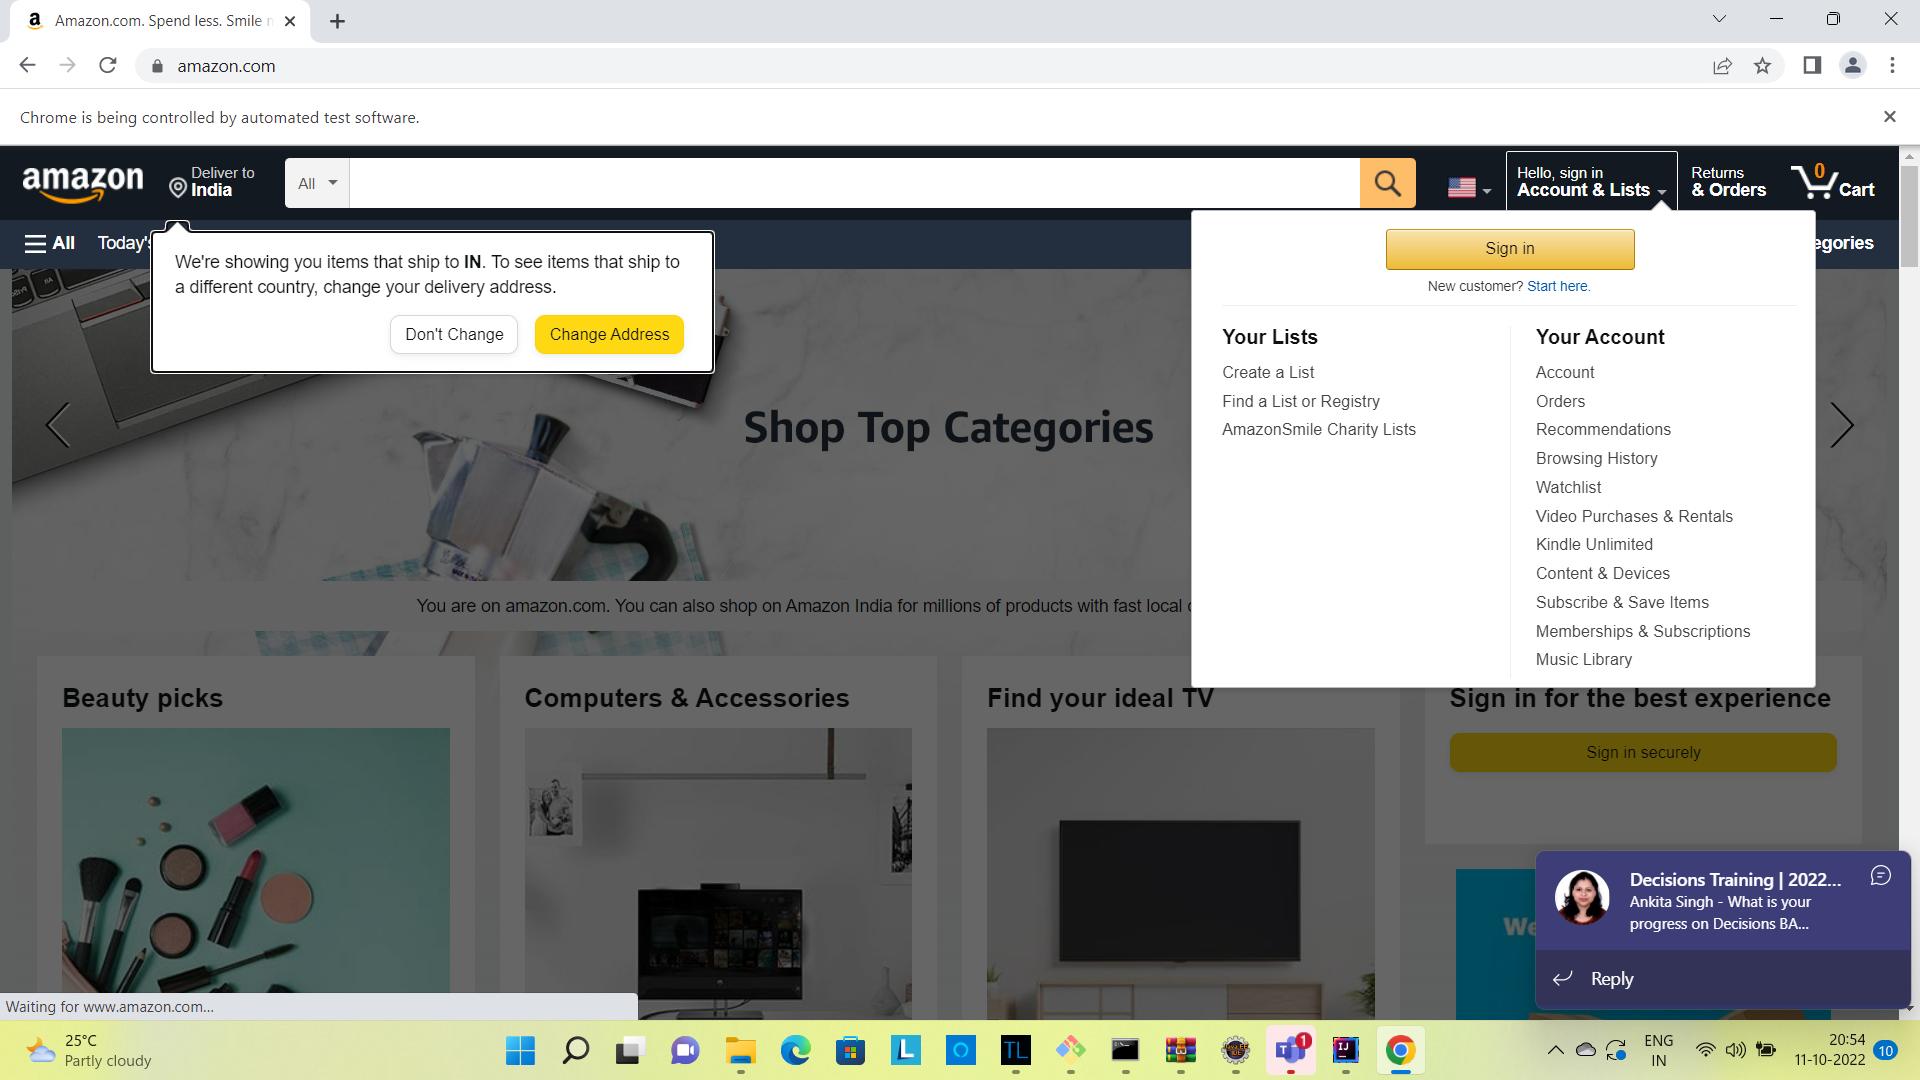 Amazon.com. Spend less. Smile
amazon.com
Chrome is being controlled by automated test software.
amazon
Deliver to
India
All
Hello, sign in
Account & Lists
Returns
& Orders
0
Cart
All
Today's
egories
We're showing you items that ship to IN. To see items that ship to
a different country, change your delivery address.
Don't Change
Change Address
Sign in
New customer? Start here.
Your Lists
Create a List
Find a List or Registry
AmazonSmile Charity Lists
Your Account
Account
Orders
Recommendations
Browsing History
Watchlist
Video Purchases & Rentals
Kindle Unlimited
Content & Devices
Subscribe & Save Items
Memberships & Subscriptions
Music Library
Shop Top Categories
You are on amazon.com. You can also shop on Amazon India for millions of products with fast local
Beauty picks
Computers & Accessories
Find your ideal TV
Sign in for the best experience
Sign in securely
We
Decisions Training | 2022...
Ankita Singh - What is your
progress on Decisions BA...
Reply
Waiting for www.amazon.com...
25°C
Partly cloudy
L
TL
1
IJ
ENG
IN
20:54
11-10-2022
10